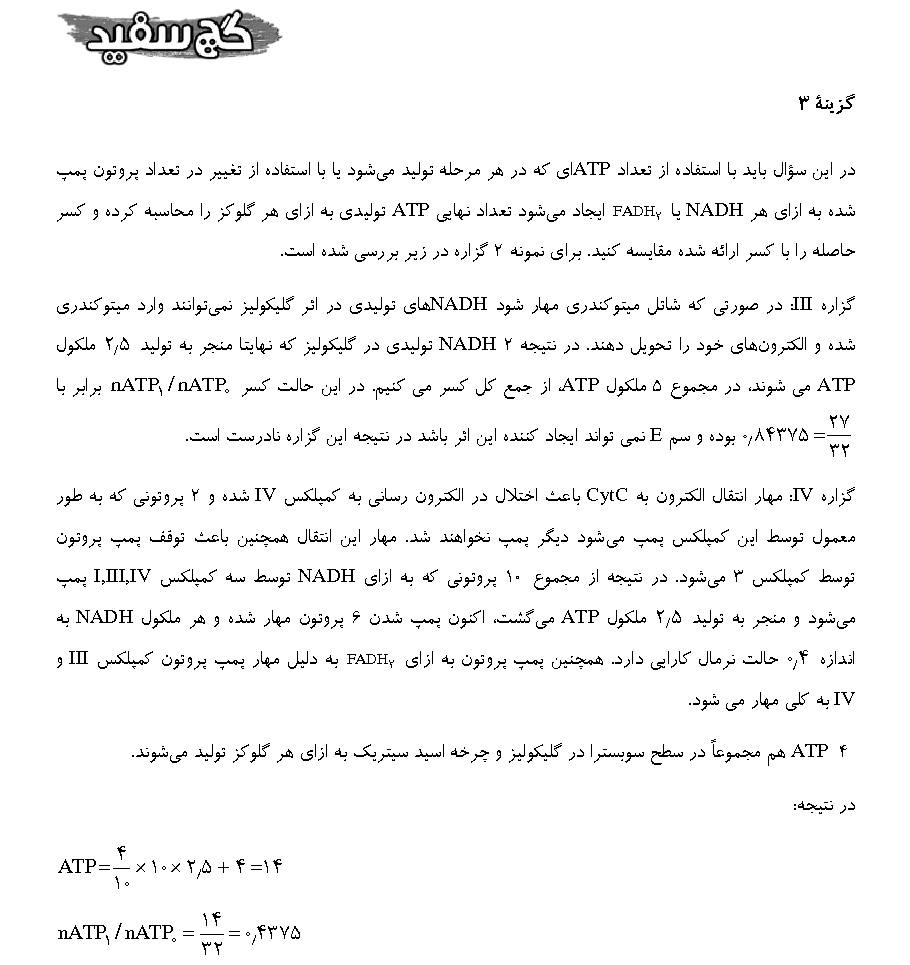 گچ سفید
گزینهٔ ۳
در این سؤال باید با استفاده از تعداد ATPای که در هر مرحله تولید می‌شود یا با استفاده از تغییر در تعداد پروتون پمپ
شده به ازای هر NADH یا FADH۲ ایجاد می‌شود تعداد نهایی ATP تولیدی به ازای هر گلوکز را محاسبه کرده و کسر
حاصله را با کسر ارائه شده مقایسه کنید. برای نمونه ۲ گزاره در زیر بررسی شده است.
گزاره III: در صورتی که شاتل میتوکندری مهار شود NADHهای تولیدی در اثر گلیکولیز نمی‌توانند وارد میتوکندری
شده و الکترون‌های خود را تحویل دهند. در نتیجه ۲ NADH تولیدی در گلیکولیز که نهایتا منجر به تولید ۲٫۵ ملکول
ATP می شوند، در مجموع ۵ ملکول ATP، از جمع کل کسر می کنیم. در این حالت کسر nATP۱ / nATP۰ برابر با
۲۷/۳۲ = ۰٫۸۴۳۷۵ بوده و سم E نمی تواند ایجاد کننده این اثر باشد در نتیجه این گزاره نادرست است.
گزاره IV: مهار انتقال الکترون به CytC باعث اختلال در الکترون رسانی به کمپلکس IV شده و ۲ پروتونی که به طور
معمول توسط این کمپلکس پمپ می‌شود دیگر پمپ نخواهند شد. مهار این انتقال همچنین باعث توقف پمپ پروتون
توسط کمپلکس ۳ می‌شود. در نتیجه از مجموع ۱۰ پروتونی که به ازای NADH توسط سه کمپلکس I,III,IV پمپ
می‌شود و منجر به تولید ۲٫۵ ملکول ATP می‌گشت، اکنون پمپ شدن ۶ پروتون مهار شده و هر ملکول NADH به
اندازه ۰٫۴ حالت نرمال کارایی دارد. همچنین پمپ پروتون به ازای FADH۲ به دلیل مهار پمپ پروتون کمپلکس III و
IV به کلی مهار می شود.
۴ ATP هم مجموعاً در سطح سوبسترا در گلیکولیز و چرخه اسید سیتریک به ازای هر گلوکز تولید می‌شوند.
در نتیجه:
ATP = ۴/۱۰ × ۱۰ × ۲٫۵ + ۴ = ۱۴
nATP۱ / nATP۰ = ۱۴/۳۲ = ۰٫۴۳۷۵